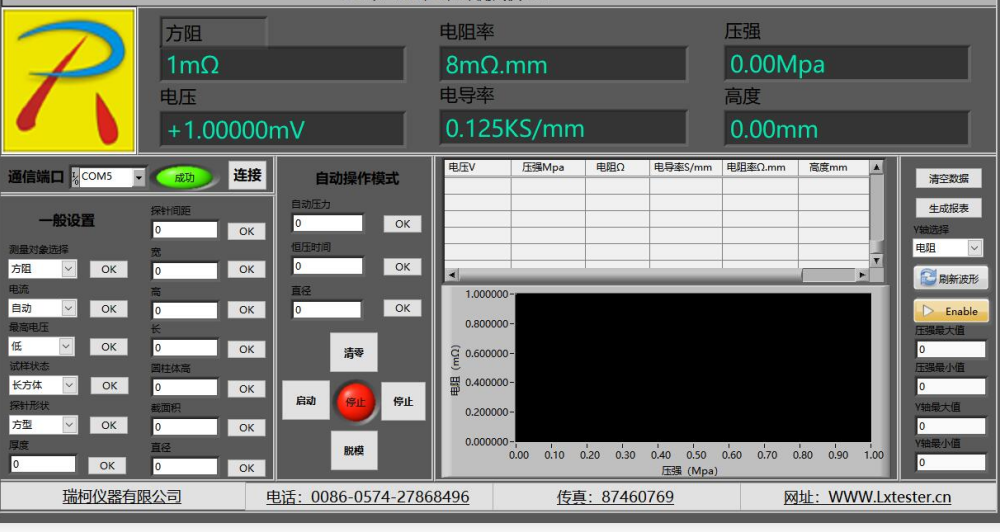 方阻
1mΩ
电阻率
8mΩ.mm
压强
0.00Mpa
电压
+1.00000mV
电导率
0.125KS/mm
高度
0.00mm
通信端口
COM5
成功
连接
一般设置
测量对象选择
方阻
OK
电流
自动
OK
最高电压
低
OK
试样状态
长方体
OK
探针形状
方型
OK
厚度
0
OK
探针间距
0
OK
宽
0
OK
高
0
OK
长
0
OK
圆柱体高
0
OK
截面积
0
OK
直径
0
OK
自动操作模式
自动压力
0
OK
恒压时间
0
OK
直径
0
OK
清零
启动
停止
停止
脱模
电压V 压强Mpa 电阻Ω 电导率S/mm 电阻率Ω.mm 高度mm
1.000000
0.800000
0.600000
0.400000
0.200000
0.000000
电阻 (mΩ)
0.00 0.10 0.20 0.30 0.40 0.50 0.60 0.70 0.80 0.90 1.00
压强 (Mpa)
清空数据
生成报表
Y轴选择
电阻
刷新波形
Enable
压强最大值
0
压强最小值
0
Y轴最大值
0
Y轴最小值
0
瑞柯仪器有限公司
电话：0086-0574-27868496
传真：87460769
网址：WWW.Lxtester.cn